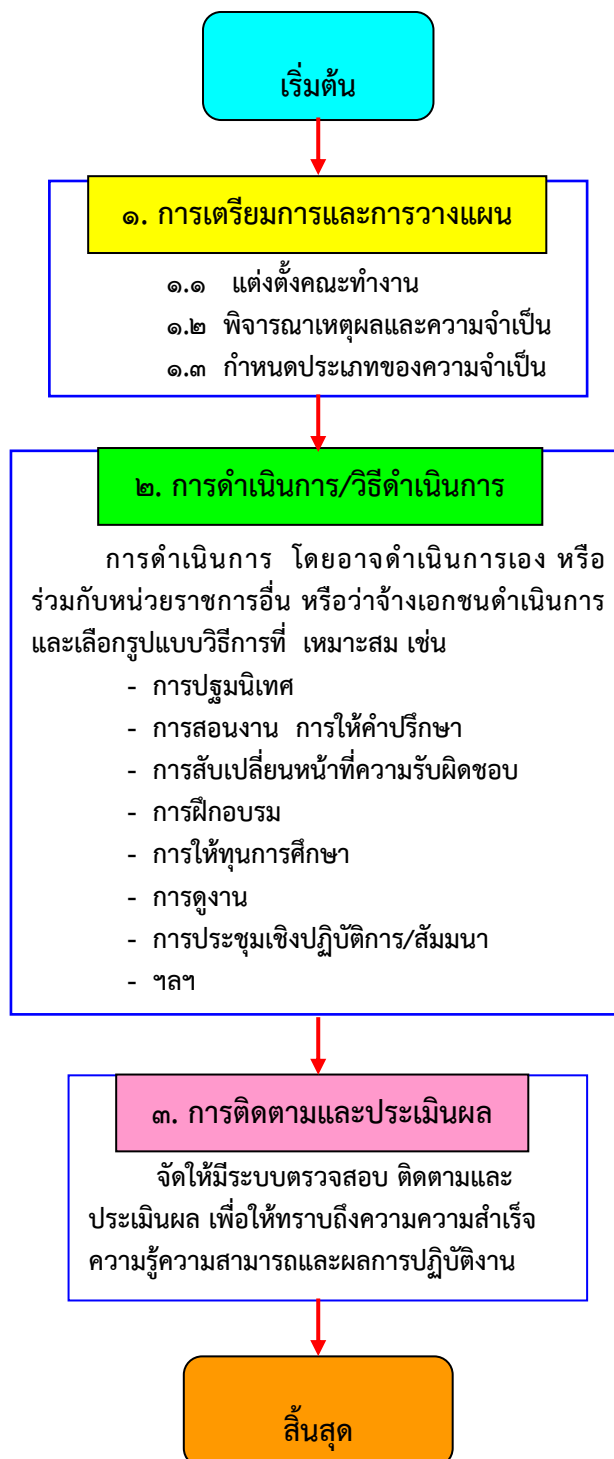 เริ่มต้น
๑. การเตรียมการและการวางแผน
๑.๑ แต่งตั้งคณะทำงาน
๑.๒ พิจารณาเหตุผลและความจำเป็น
๑.๓ กำหนดประเภทของความจำเป็น
๒. การดำเนินการ/วิธีดำเนินการ
การดำเนินการ โดยอาจดำเนินการเอง หรือ
ร่วมกับหน่วยราชการอื่น หรือว่าจ้างเอกชนดำเนินการ
และเลือกรูปแบบวิธีการที่ เหมาะสม เช่น
- การปฐมนิเทศ
- การสอนงาน การให้คำปรึกษา
- การสับเปลี่ยนหน้าที่ความรับผิดชอบ
- การฝึกอบรม
- การให้ทุนการศึกษา
- การดูงาน
- การประชุมเชิงปฏิบัติการ/สัมมนา
- ฯลฯ
๓. การติดตามและประเมินผล
จัดให้มีระบบตรวจสอบ ติดตามและ
ประเมินผล เพื่อให้ทราบถึงความความสำเร็จ
ความรู้ความสามารถและผลการปฏิบัติงาน
สิ้นสุด